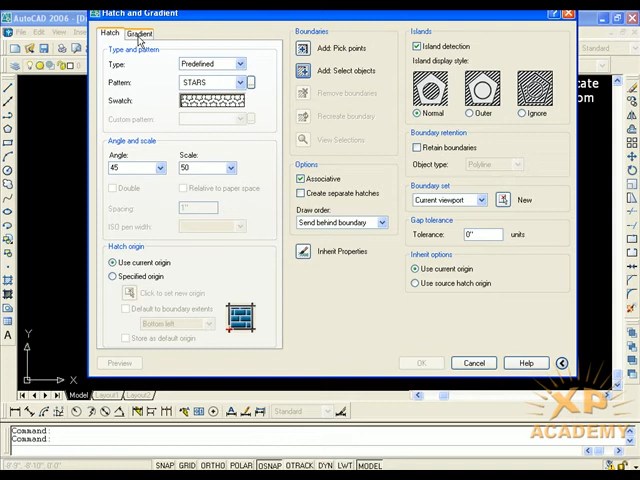 AutoCAD 2006 - [D
Hatch and Gradient
Hatch
Gradient
Type and pattern
Type:
Predefined
Pattern:
STARS
Swatch:
Custom pattern:
Angle and scale
Angle:
Scale:
45
50
Double
Relative to paper space
Spacing:
1"
ISO pen width:
Hatch origin
Use current origin
Specified origin
Click to set new origin
Default to boundary extents
Bottom left
Store as default origin
Preview
Boundaries
Add: Pick points
Add: Select objects
Remove boundaries
Recreate boundary
View Selections
Options
Associative
Create separate hatches
Draw order:
Send behind boundary
Inherit Properties
Islands
Island detection
Island display style:
Normal
Outer
Ignore
Boundary retention
Retain boundaries
Object type:
Polyline
Boundary set
Current viewport
New
Gap tolerance
Tolerance:
0"
units
Inherit options
Use current origin
Use source hatch origin
OK
Cancel
Help
cate
om
Y
X
Model
Layout1
Layout2
Standard
Command:
Command:
XP
ACADEMY
SNAP GRID ORTHO POLAR OSNAP OTRACK DYN LWT MODEL